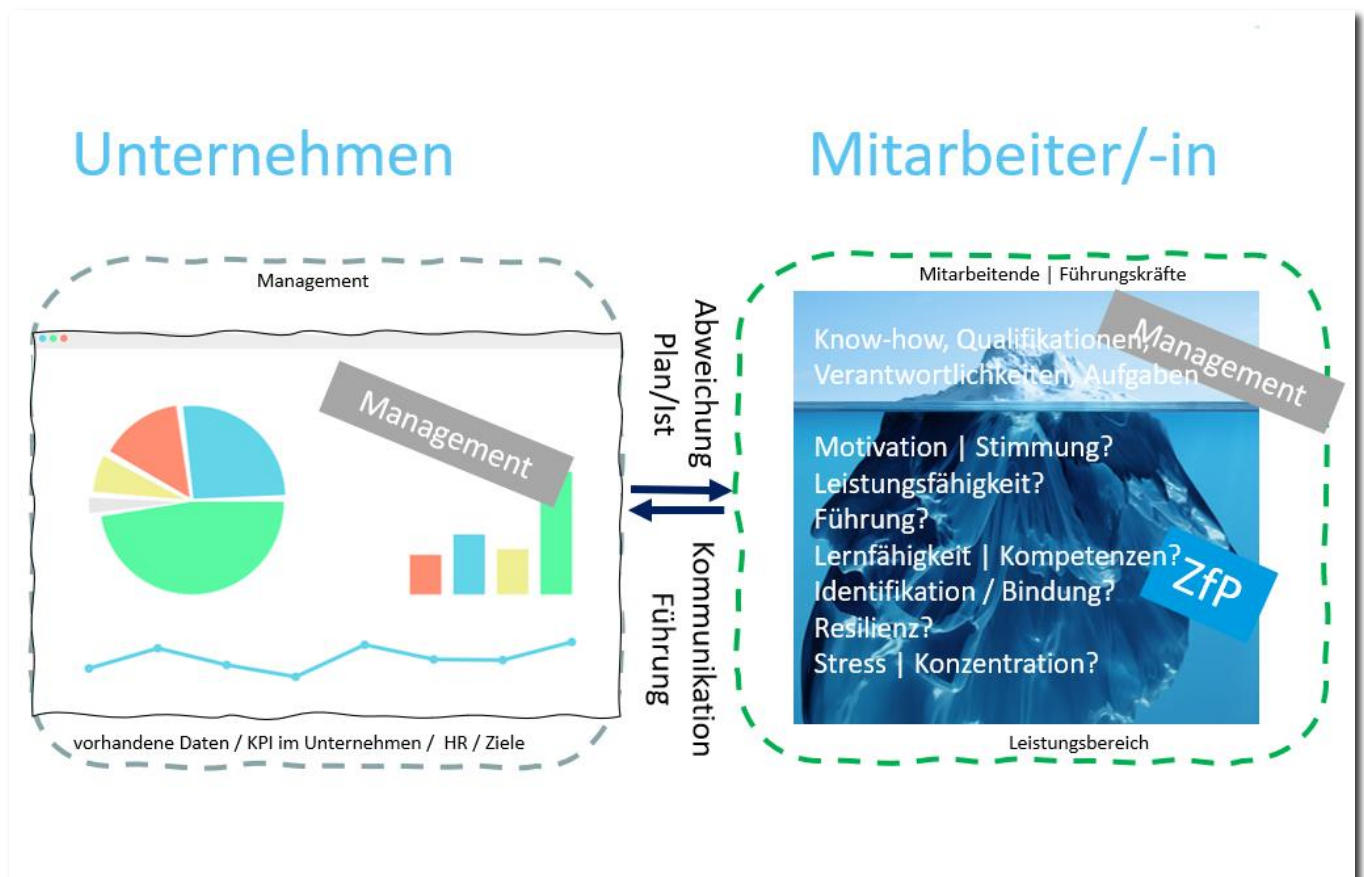 Unternehmen
Mitarbeiter/-in
Management
Management
vorhandene Daten / KPI im Unternehmen / HR / Ziele
Abweichung
Plan/Ist
Kommunikation
Führung
Mitarbeitende | Führungskräfte
Know-how, Qualifikationen,
Verantwortlichkeiten, Aufgaben
Management
Motivation | Stimmung?
Leistungsfähigkeit?
Führung?
Lernfähigkeit | Kompetenzen?
Identifikation / Bindung?
Resilienz?
Stress | Konzentration?
ZfP
Leistungsbereich